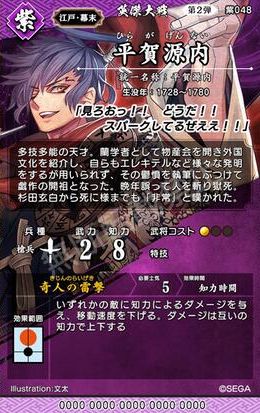 紫
江戸・幕末
英傑大戦
第2弾
紫048
ひらがげんない
平賀源内
統一名称：平賀源内
生没年：1728～1780
「見ろおっ！！　どうだ！！
スパークしてるぜええ！！」
多技多能の天才。蘭学者として物産会を開き外国
文化を紹介し、自らもエレキテルなど様々な発明
をするが用いられず、その鬱憤を執筆にぶつけて
戯作の開祖となった。晩年誤って人を斬り獄死。
杉田玄白から死に様までも「非常」と嘆かれた。
兵種　武力　知力　武将コスト
槍兵　2　8　特技
きじんのらいげき　必要士気　効果時間
奇人の雷撃　5　知力時間
効果範囲
いずれかの敵に知力によるダメージを与
え、移動速度を下げる。ダメージは互いの
知力で上下する
Illustration:文太
©SEGA
0000-0000-0000-0000-0000